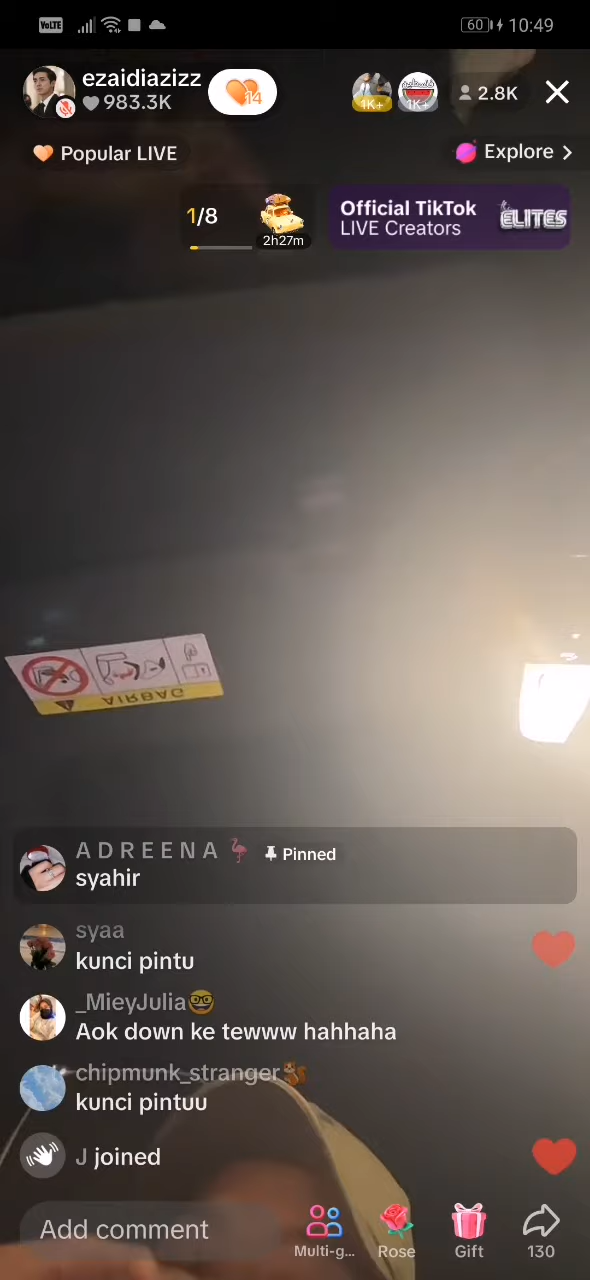 VoLTE
60
10:49
ezaidiazizz
983.3K
14
1K+
1K+
2.8K
Popular LIVE
Explore
1/8
2h27m
Official TikTok
LIVE Creators
ELITES
AIRBAG
A D R E E N A
Pinned
syahir
syaa
kunci pintu
_MieyJulia
Aok down ke tewww hahhaha
chipmunk_stranger
kunci pintuu
J joined
Add comment
Multi-g...
Rose
Gift
130